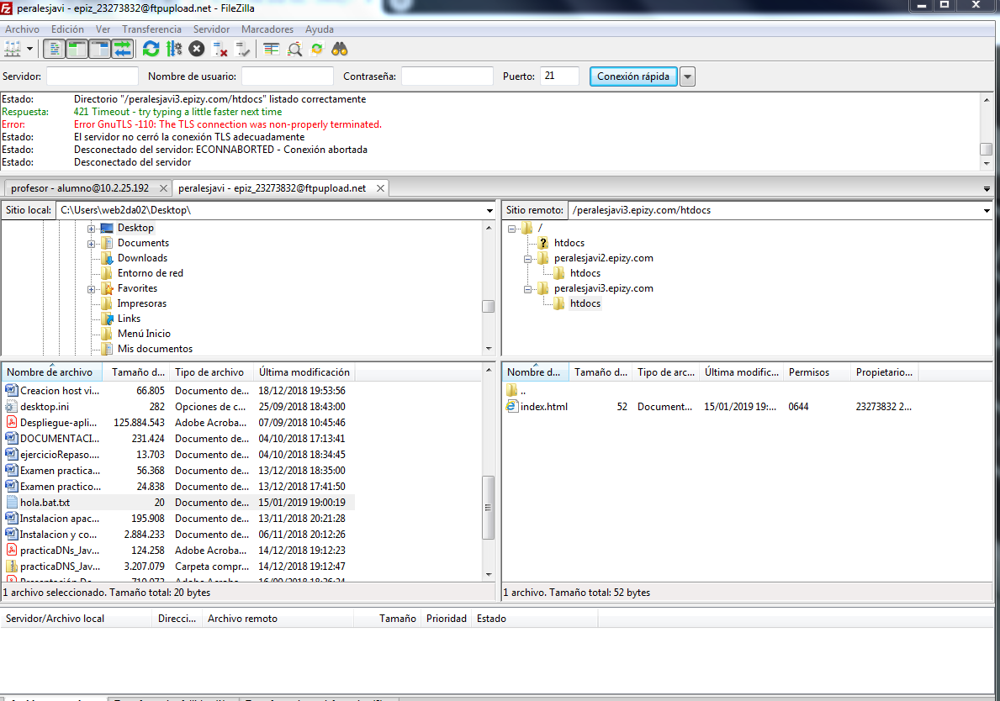 peralesjavi - epiz_23273832@ftpupload.net - FileZilla
Archivo Edición Ver Transferencia Servidor Marcadores Ayuda
Servidor: Nombre de usuario: Contraseña: Puerto: 21 Conexión rápida
Estado: Directorio "/peralesjavi3.epizy.com/htdocs" listado correctamente
Respuesta: 421 Timeout - try typing a little faster next time
Error: Error GnuTLS -110: The TLS connection was non-properly terminated.
Estado: El servidor no cerró la conexión TLS adecuadamente
Estado: Desconectado del servidor: ECONNABORTED - Conexión abortada
Estado: Desconectado del servidor
profesor - alumno@10.2.25.192 peralesjavi - epiz_23273832@ftpupload.net
Sitio local: C:\Users\web2da02\Desktop\
Desktop
Documents
Downloads
Entorno de red
Favorites
Impresoras
Links
Menú Inicio
Mis documentos
Sitio remoto: /peralesjavi3.epizy.com/htdocs
/
htdocs
peralesjavi2.epizy.com
htdocs
peralesjavi3.epizy.com
htdocs
Nombre de archivo Tamaño d... Tipo de archivo Última modificación
Creacion host vi... 66.805 Documento de... 18/12/2018 19:53:56
desktop.ini 282 Opciones de c... 25/09/2018 18:43:00
Despliegue-apli... 125.884.543 Adobe Acroba... 07/09/2018 10:45:46
DOCUMENTACI... 231.424 Documento de... 04/10/2018 17:13:41
ejercicioRepaso.... 13.703 Documento de... 04/10/2018 18:34:45
Examen practica... 56.368 Documento de... 13/12/2018 18:35:00
Examen practico... 24.838 Documento de... 13/12/2018 17:41:50
hola.bat.txt 20 Documento de... 15/01/2019 19:00:19
Instalacion apac... 195.908 Documento de... 13/11/2018 20:21:28
Instalacion y co... 2.884.233 Documento de... 06/11/2018 20:12:26
practicaDNs_Jav... 124.258 Adobe Acroba... 14/12/2018 19:12:23
practicaDNS_Jav... 3.207.079 Carpeta compr... 14/12/2018 19:12:47
1 archivo seleccionado. Tamaño total: 20 bytes
Nombre d... Tamaño d... Tipo de arc... Última modific... Permisos Propietario...
..
index.html 52 Document... 15/01/2019 19:... 0644 23273832 2...
1 archivo. Tamaño total: 52 bytes
Servidor/Archivo local Direcci... Archivo remoto Tamaño Prioridad Estado